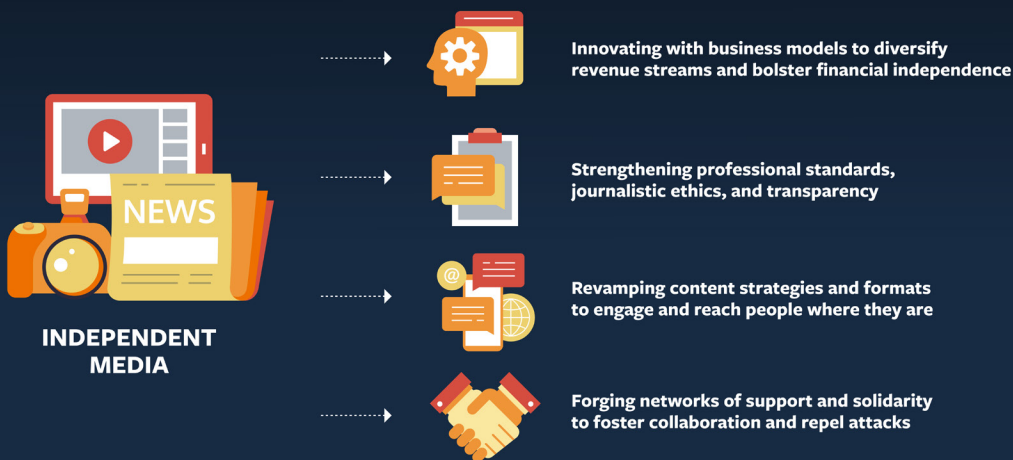 Innovating with business models to diversify
revenue streams and bolster financial independence
NEWS
Strengthening professional standards,
journalistic ethics, and transparency
@
Revamping content strategies and formats
to engage and reach people where they are
INDEPENDENT
MEDIA
Forging networks of support and solidarity
to foster collaboration and repel attacks